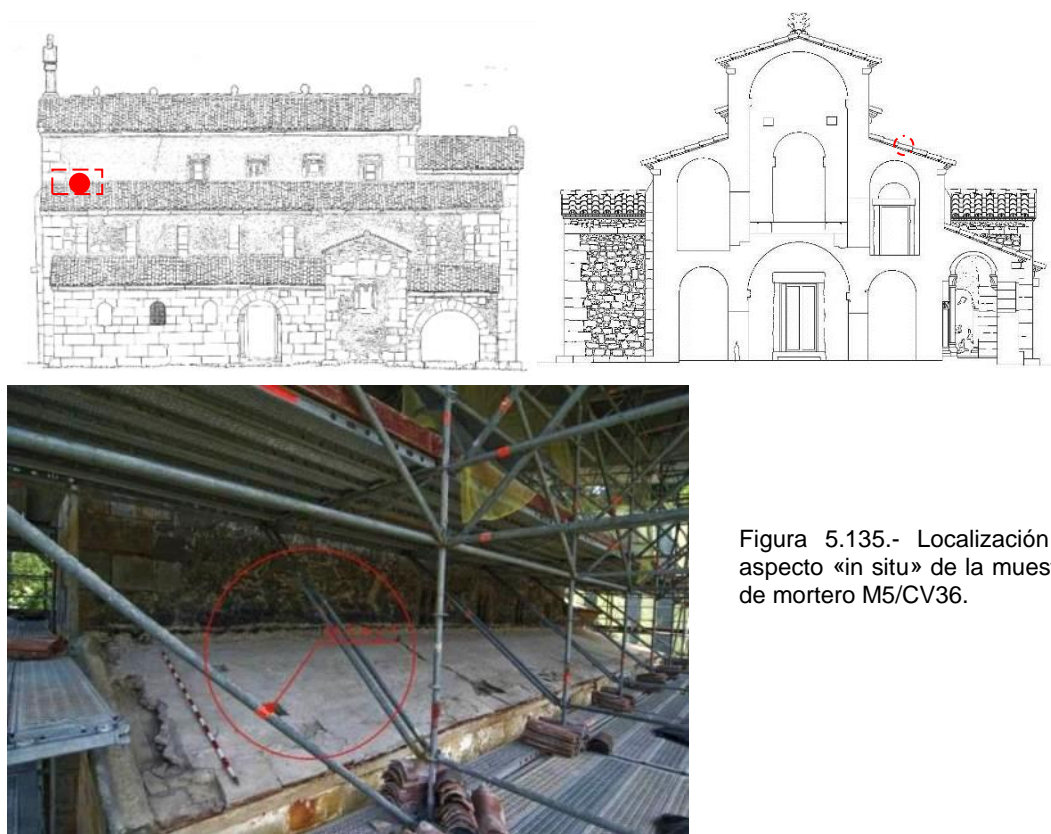 Figura 5.135.- Localización
aspecto «in situ» de la mues
de mortero M5/CV36.